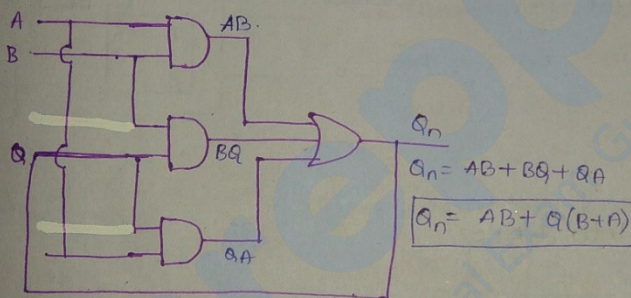 A
AB.
B
Q
BQ
QA
Qn
Qn = AB + BQ + QA
Qn = AB + Q(B+A)